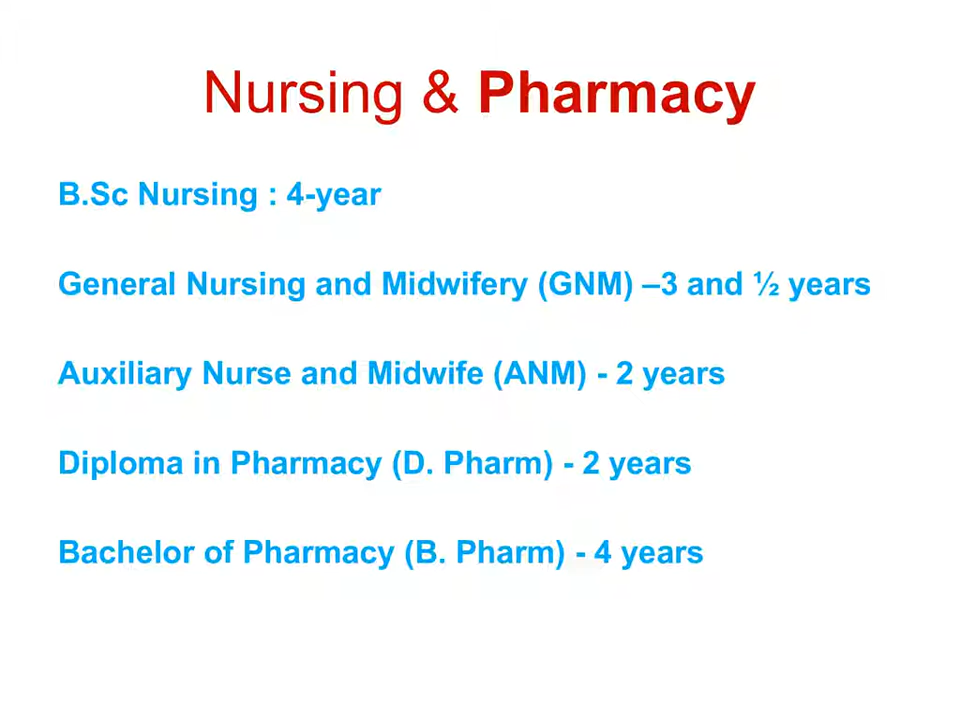 Nursing & Pharmacy
B.Sc Nursing : 4-year
General Nursing and Midwifery (GNM) –3 and ½ years
Auxiliary Nurse and Midwife (ANM) - 2 years
Diploma in Pharmacy (D. Pharm) - 2 years
Bachelor of Pharmacy (B. Pharm) - 4 years